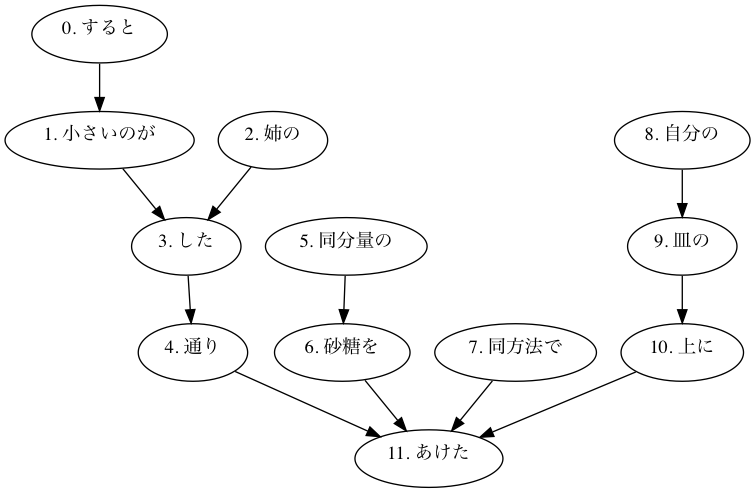 0. すると
1. 小さいのが
2. 姉の
8. 自分の
3. した
5. 同分量の
9. 皿の
4. 通り
6. 砂糖を
7. 同方法で
10. 上に
11. あけた